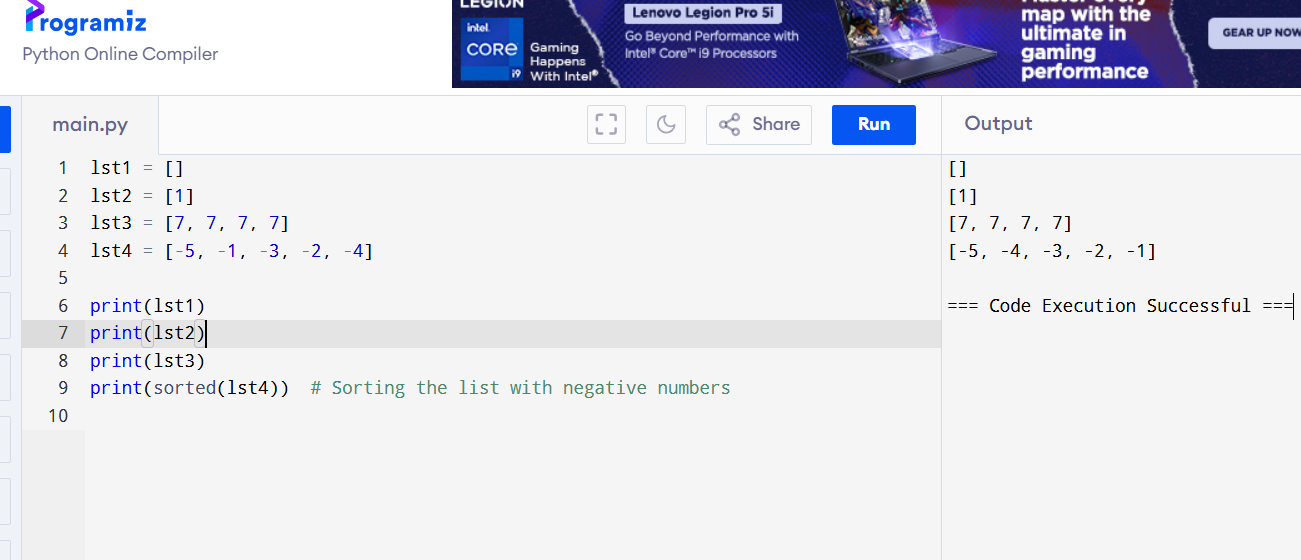 Programiz
Python Online Compiler
LEGION
intel.
CORE
i9
Gaming
Happens
With Intel®
Lenovo Legion Pro 5i
Go Beyond Performance with
Intel® Core™ i9 Processors
map with the
ultimate in
gaming
performance
GEAR UP NOW
main.py
Share
Run
Output
1 lst1 = []
2 lst2 = [1]
3 lst3 = [7, 7, 7, 7]
4 lst4 = [-5, -1, -3, -2, -4]
5
6 print(lst1)
7 print(lst2)
8 print(lst3)
9 print(sorted(lst4))  # Sorting the list with negative numbers
10
[]
[1]
[7, 7, 7, 7]
[-5, -4, -3, -2, -1]
=== Code Execution Successful ===